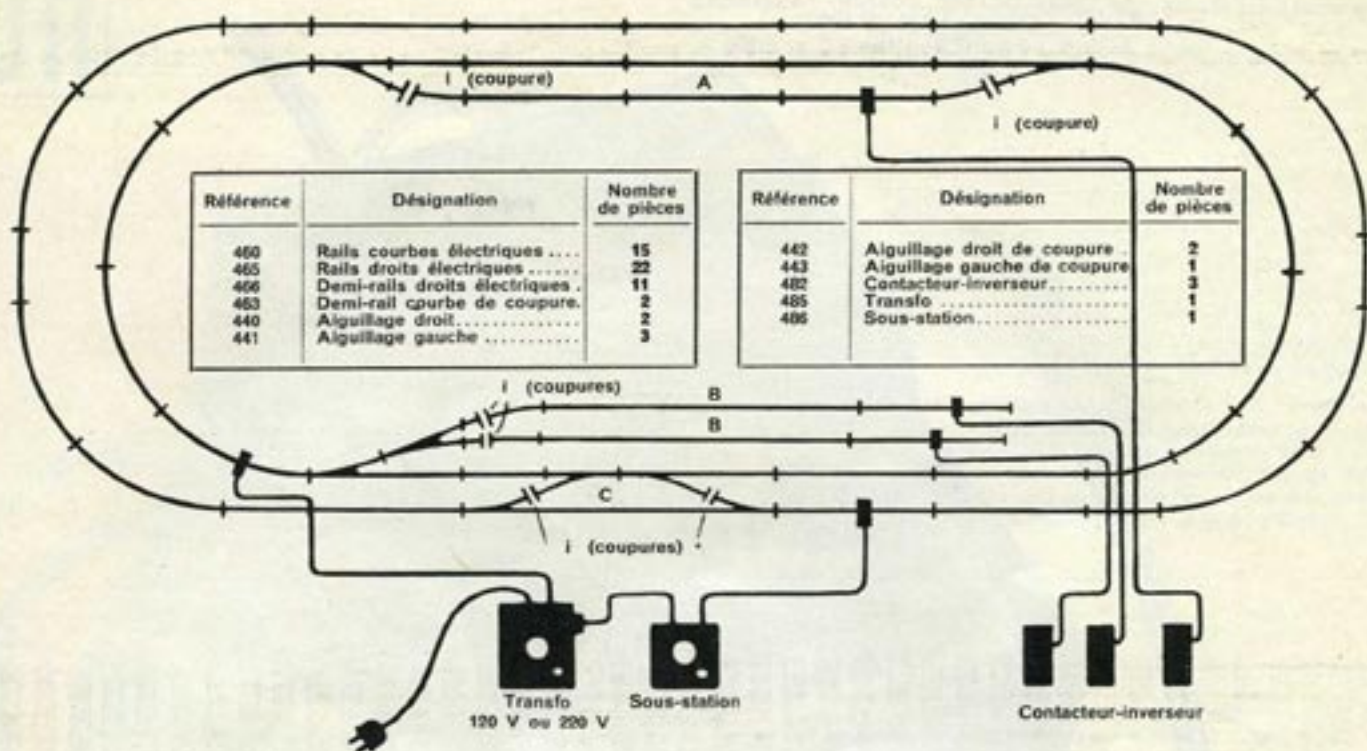 i (coupure)
A
i (coupure)
Référence Désignation Nombre de pièces
460 Rails courbes électriques .... 15
465 Rails droits électriques ...... 22
466 Demi-rails droits électriques . 11
463 Demi-rail courbe de coupure. 2
440 Aiguillage droit.............. 2
441 Aiguillage gauche ........... 3
Référence Désignation Nombre de pièces
442 Aiguillage droit de coupure .. 2
443 Aiguillage gauche de coupure 1
482 Contacteur-inverseur......... 3
485 Transfo .................... 1
486 Sous-station................ 1
i (coupures)
B
B
C
i (coupures)
Transfo
120 V ou 220 V
Sous-station
Contacteur-inverseur